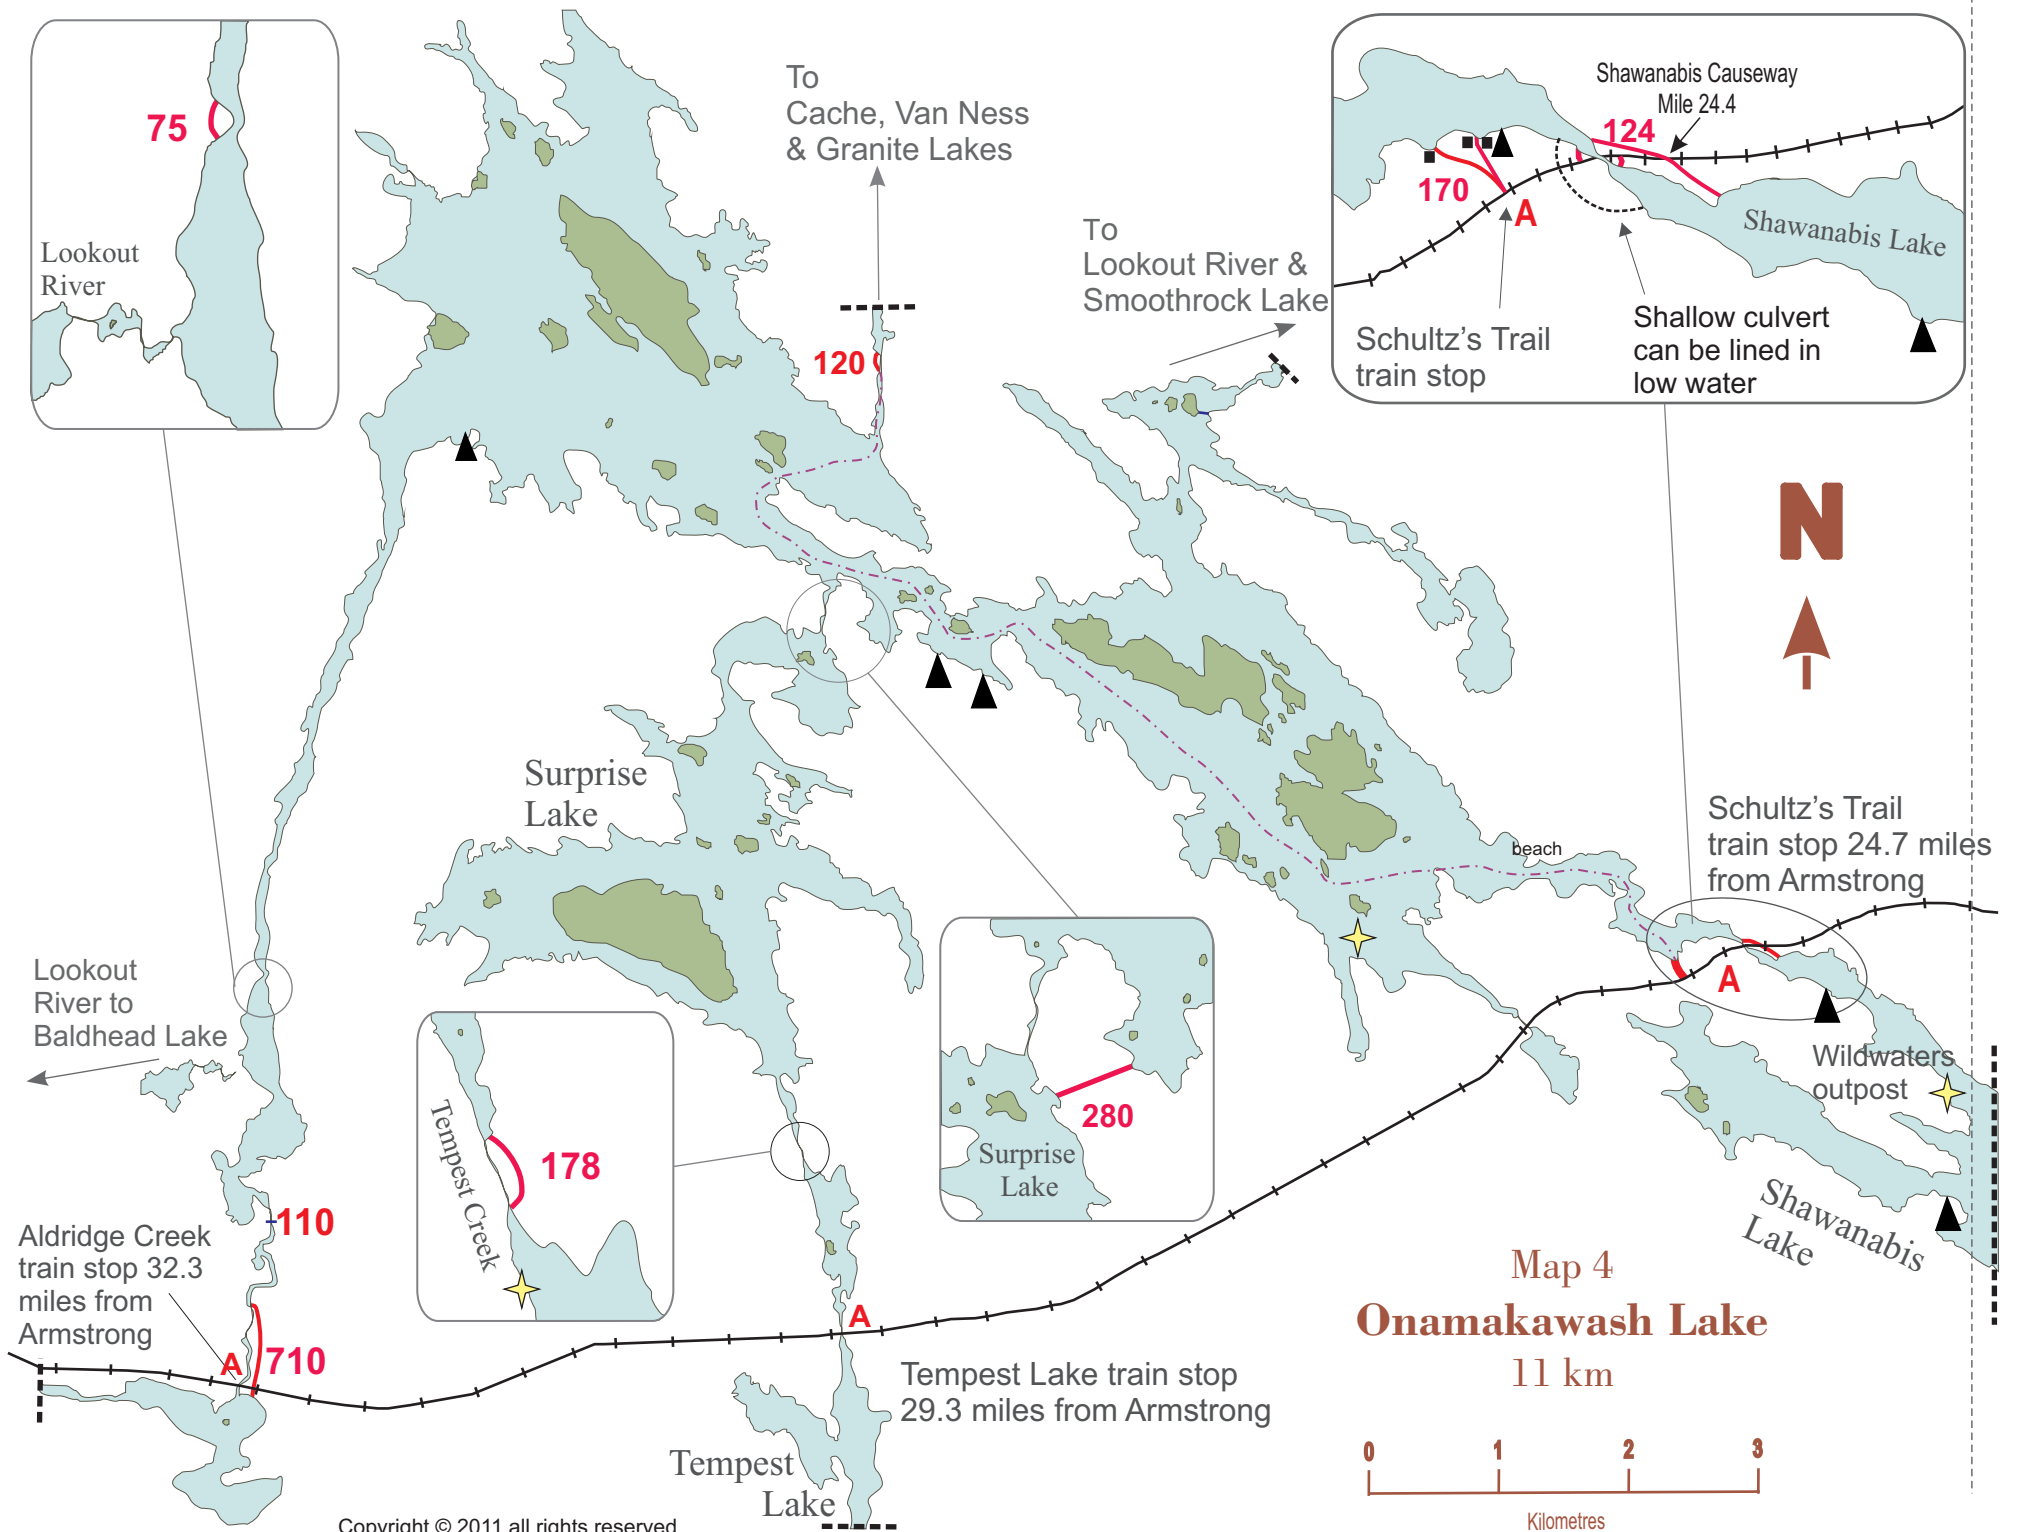 75
Lookout
River
To
Cache, Van Ness
& Granite Lakes
120
To
Lookout River &
Smoothrock Lake
Shawanabis Causeway
Mile 24.4
124
170
A
Shawanabis Lake
Schultz's Trail
train stop
Shallow culvert
can be lined in
low water
N
Surprise
Lake
beach
Schultz's Trail
train stop 24.7 miles
from Armstrong
A
Lookout
River to
Baldhead Lake
Wildwaters
outpost
Tempest Creek
178
280
Surprise
Lake
Shawanabis
Lake
110
Aldridge Creek
train stop 32.3
miles from
Armstrong
A
710
A
Tempest Lake train stop
29.3 miles from Armstrong
Tempest
Lake
Map 4
Onamakawash Lake
11 km
0 1 2 3
Kilometres
Copyright © 2011 all rights reserved